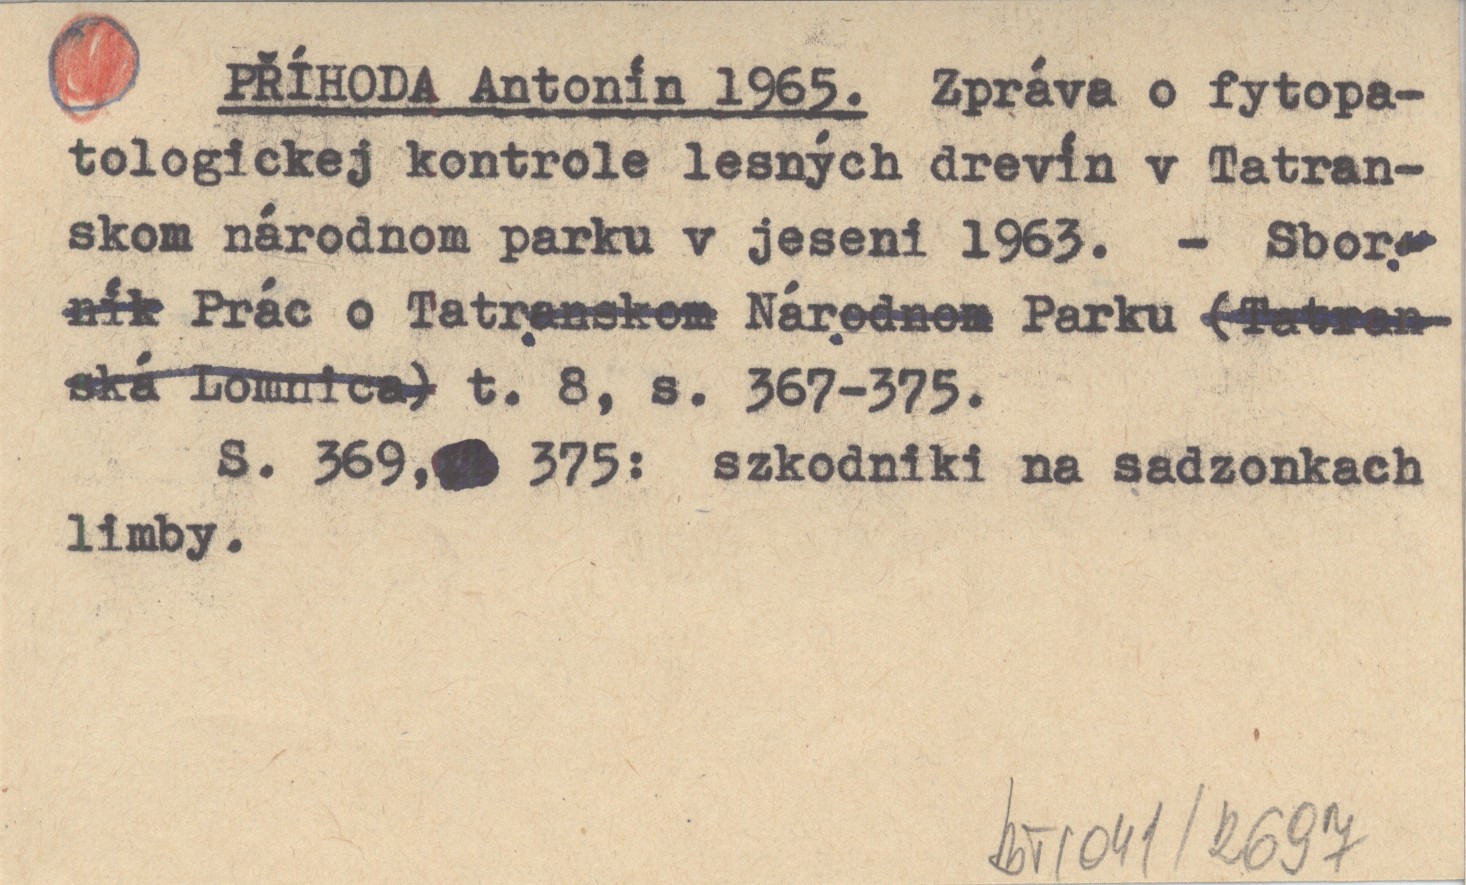 PŘÍHODA Antonín 1965. Zpráva o fytopa-
tologickej kontrole lesných drevín v Tatran-
skom národnom parku v jeseni 1963. - Sbor.
ník Prác o Tatranskom Národnom Parku (Tatran-
ská Lomnica) t. 8, s. 367-375.
S. 369, 375: szkodniki na sadzonkach
limby.
041/2697